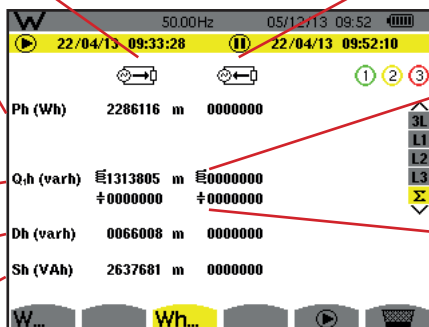 W 50.00Hz 05/12/13 09:52
22/04/13 09:33:28 22/04/13 09:52:10
1 2 3
Ph (Wh) 2286116 m 0000000
3L
L1
L2
Q₁h (varh) 1313805 m 0000000
L3
0000000 0000000
Σ
Dh (varh) 0066008 m 0000000
Sh (VAh) 2637681 m 0000000
W... Wh...